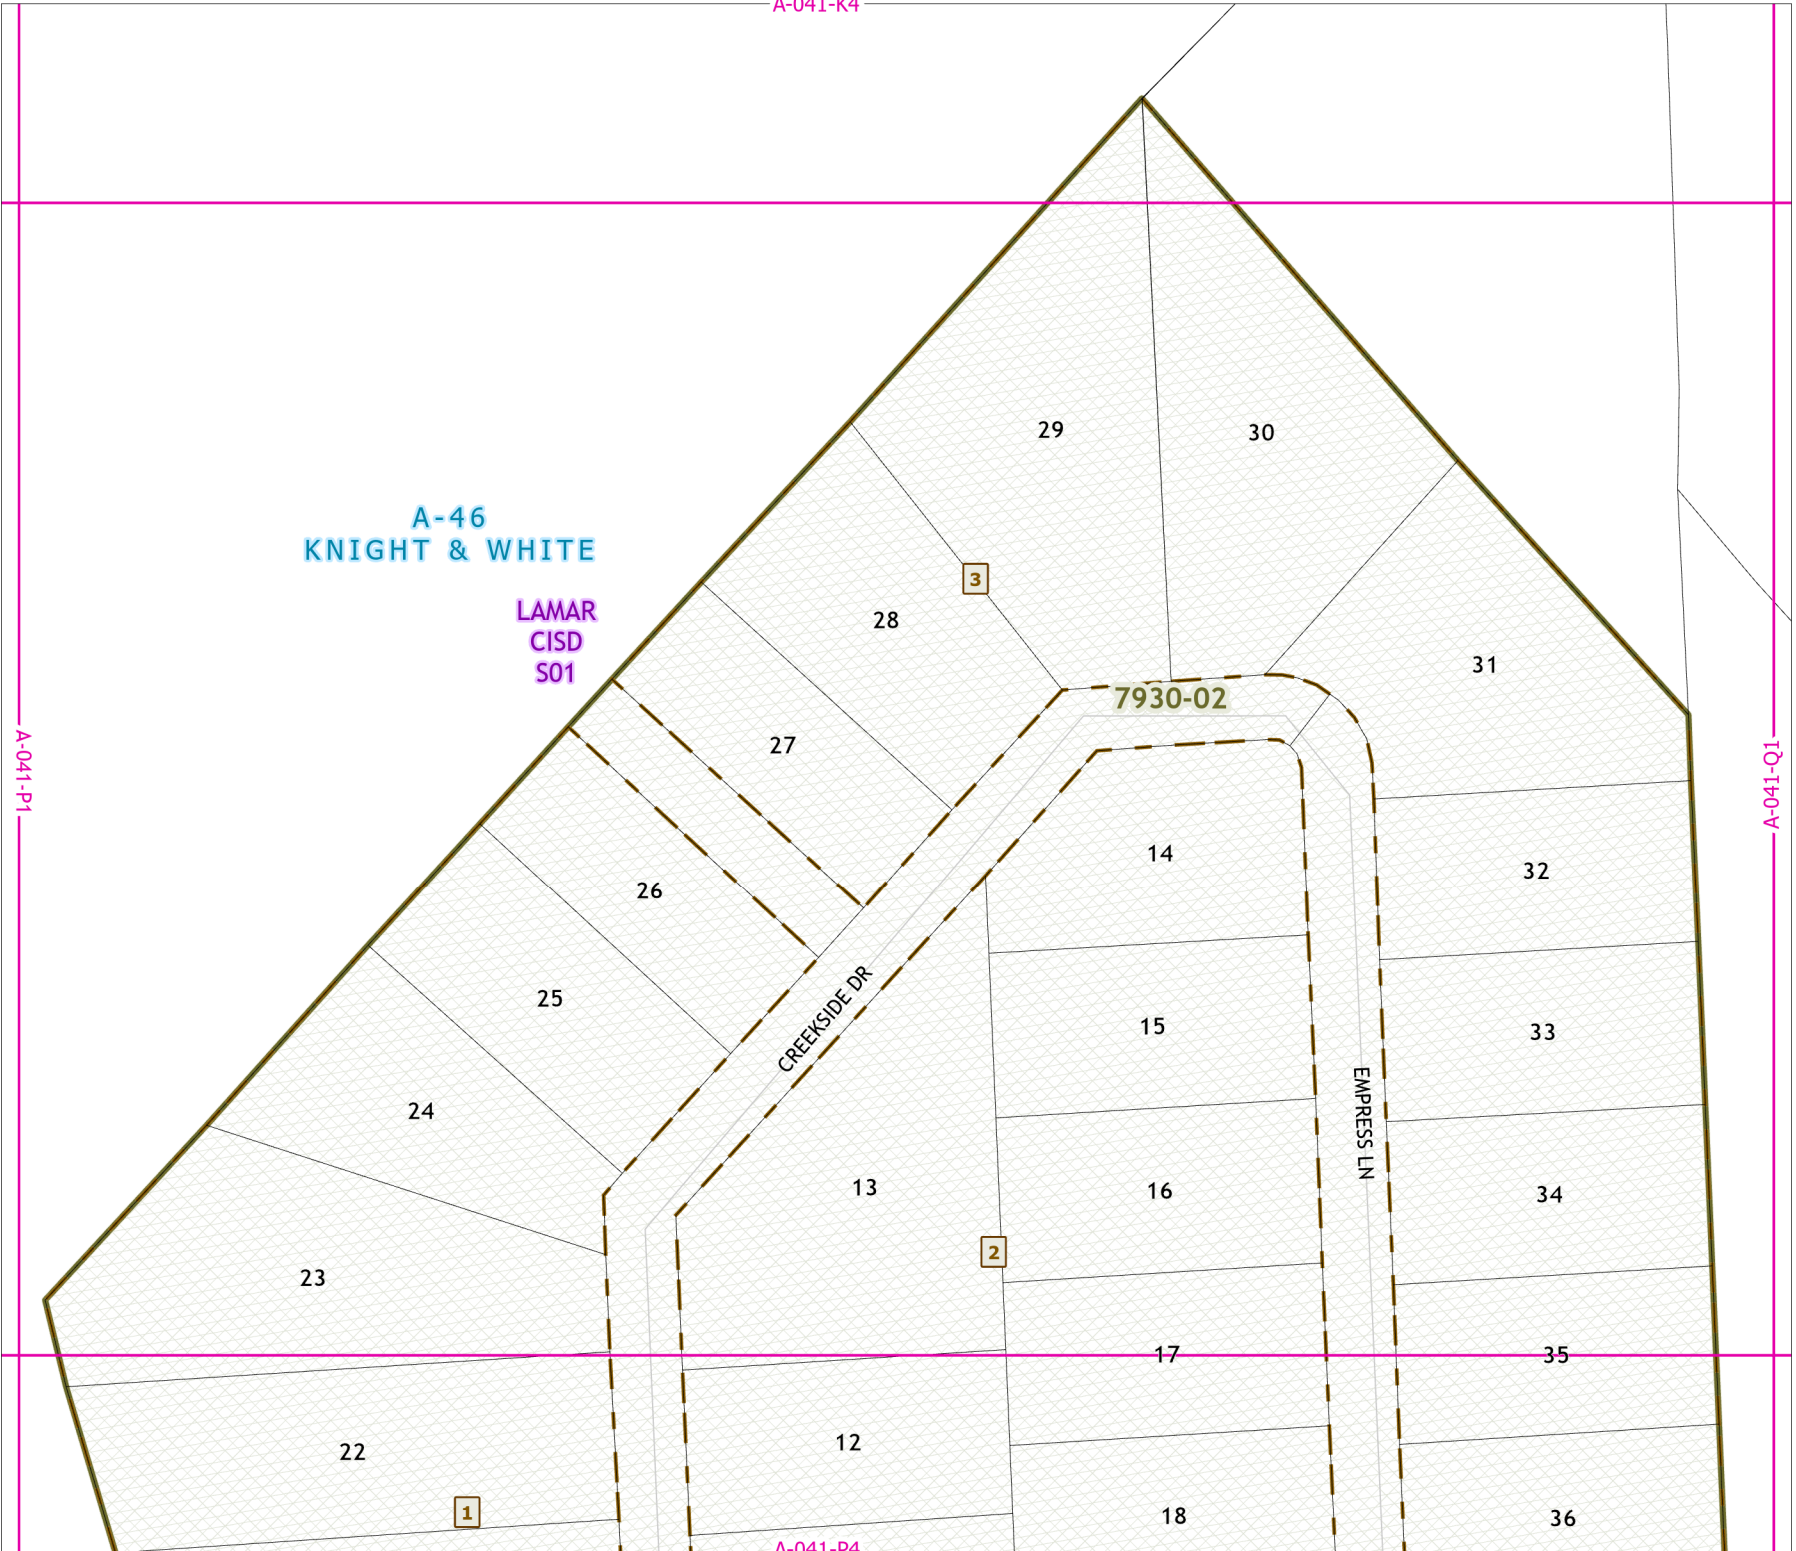 A-041-K4
29
30
A-46
KNIGHT & WHITE
3
LAMAR
CISD
S01
28
31
7930-02
27
A-041-P1
A-041-Q1
14
32
26
25
CREEKSIDE DR
15
33
24
EMPRESS LN
13
16
34
2
23
17
35
22
12
1
18
36
A-041-P4